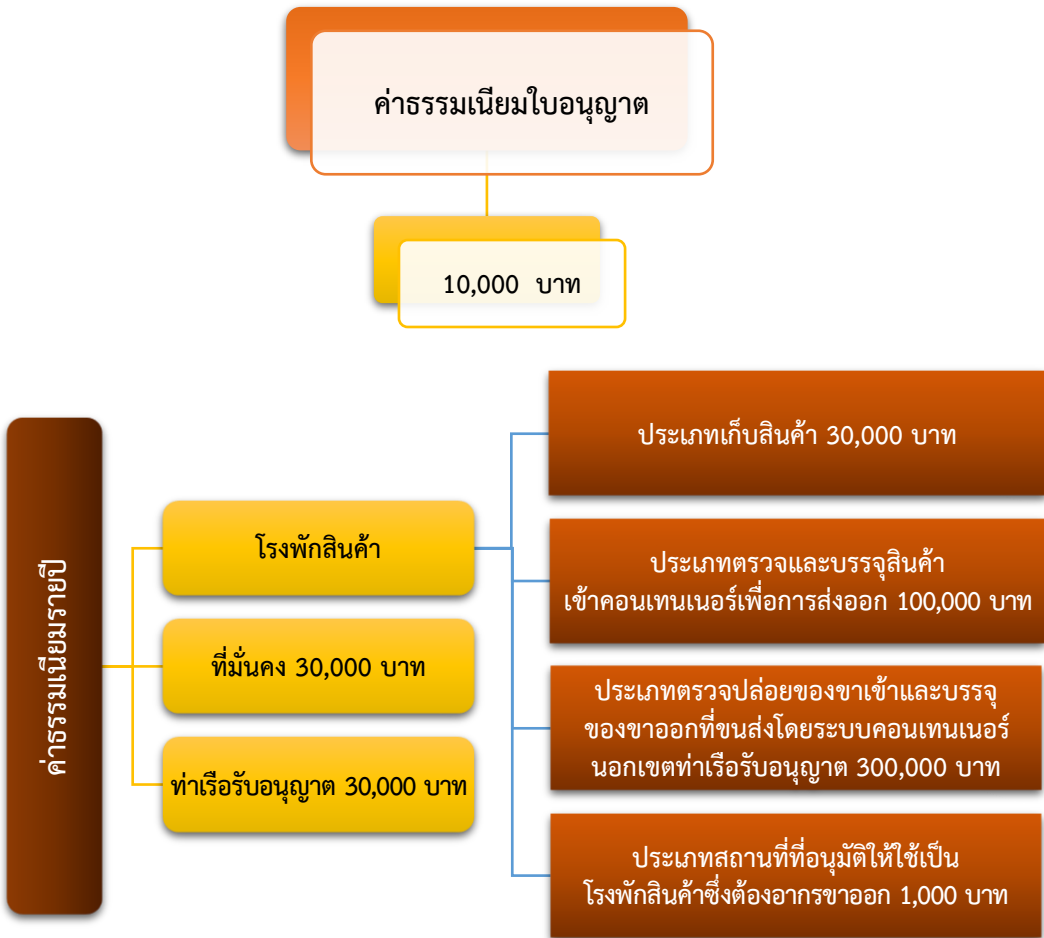 ค่าธรรมเนียมใบอนุญาต
10,000 บาท
ค่าธรรมเนียมรายปี
โรงพักสินค้า
ที่มั่นคง 30,000 บาท
ท่าเรือรับอนุญาต 30,000 บาท
ประเภทเก็บสินค้า 30,000 บาท
ประเภทตรวจและบรรจุสินค้า
เข้าคอนเทนเนอร์เพื่อการส่งออก 100,000 บาท
ประเภทตรวจปล่อยของขาเข้าและบรรจุ
ของขาออกที่ขนส่งโดยระบบคอนเทนเนอร์
นอกเขตท่าเรือรับอนุญาต 300,000 บาท
ประเภทสถานที่ที่อนุมัติให้ใช้เป็น
โรงพักสินค้าซึ่งต้องอากรขาออก 1,000 บาท